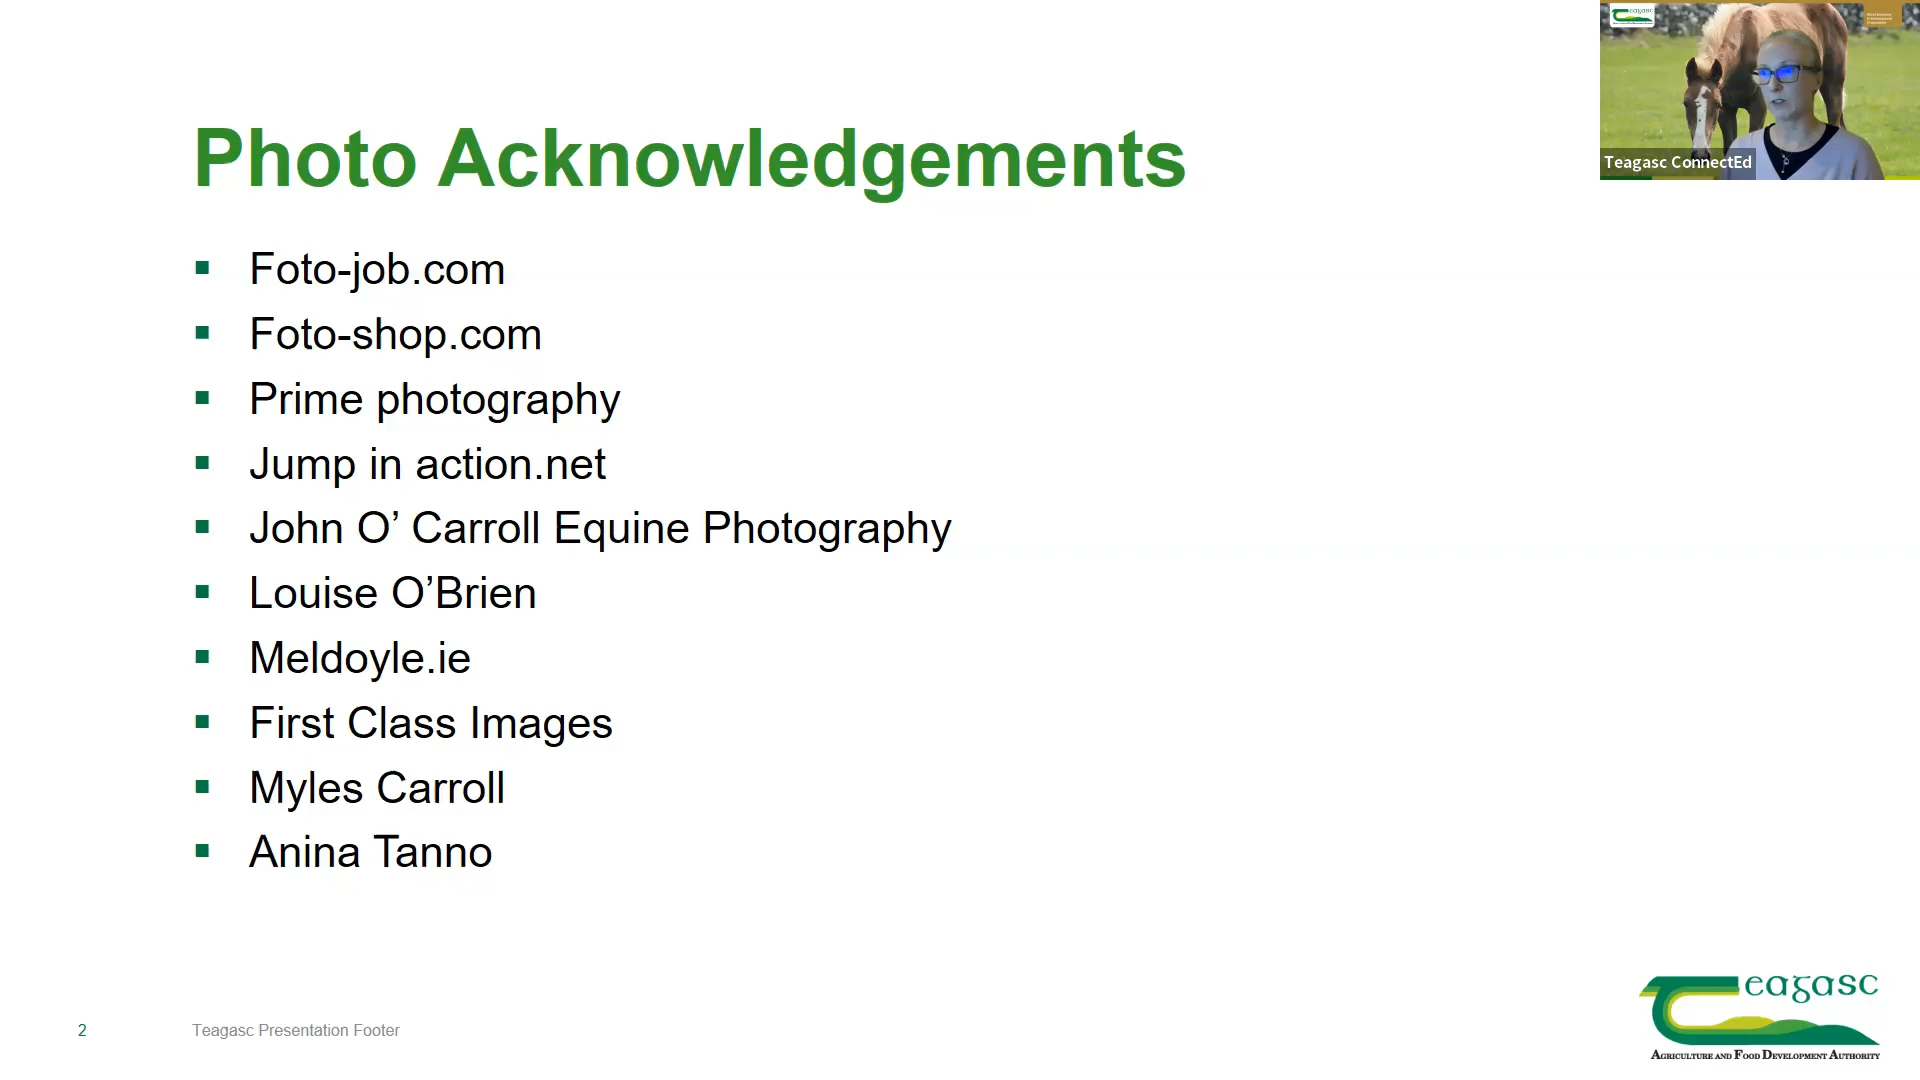 Photo Acknowledgements
Foto-job.com
Foto-shop.com
Prime photography
Jump in action.net
John O’ Carroll Equine Photography
Louise O’Brien
Meldoyle.ie
First Class Images
Myles Carroll
Anina Tanno
2
Teagasc Presentation Footer
eagasc
Teagasc ConnectEd
eagasc
AGRICULTURE AND FOOD DEVELOPMENT AUTHORITY